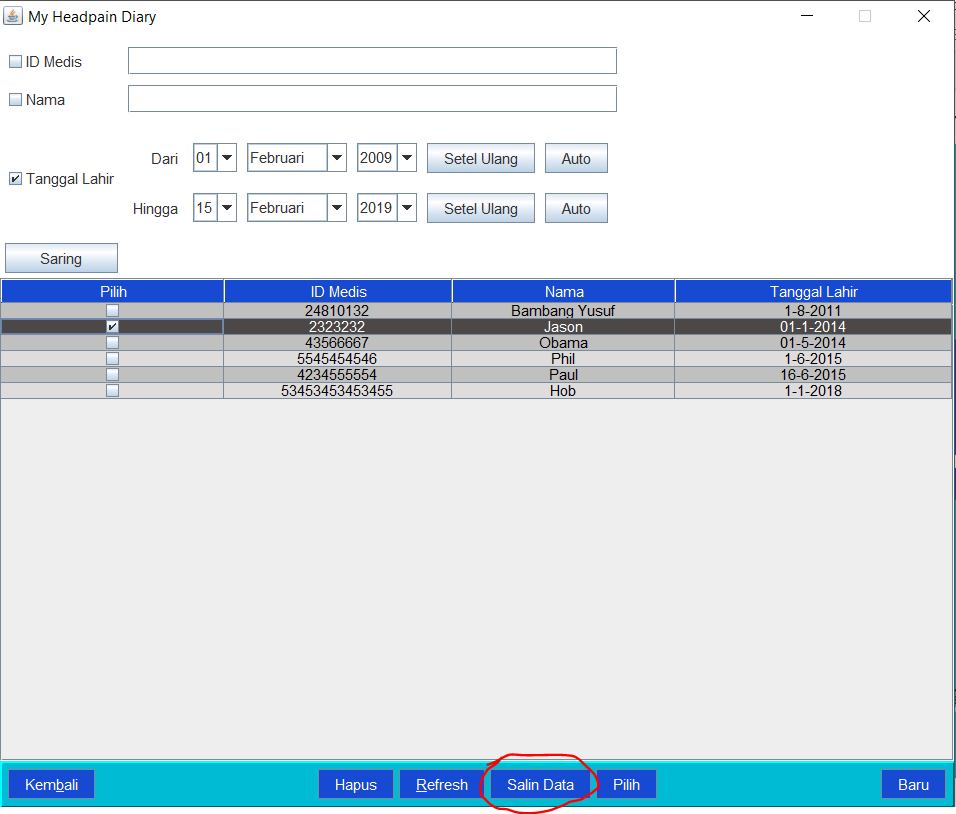 My Headpain Diary
ID Medis
Nama
Dari 01 Februari 2009 Setel Ulang Auto
Tanggal Lahir
Hingga 15 Februari 2019 Setel Ulang Auto
Saring
Pilih ID Medis Nama Tanggal Lahir
24810132 Bambang Yusuf 1-8-2011
2323232 Jason 01-1-2014
43566667 Obama 01-5-2014
5545454546 Phil 1-6-2015
4234555554 Paul 16-6-2015
53453453453455 Hob 1-1-2018
Kembali Hapus Refresh Salin Data Pilih Baru